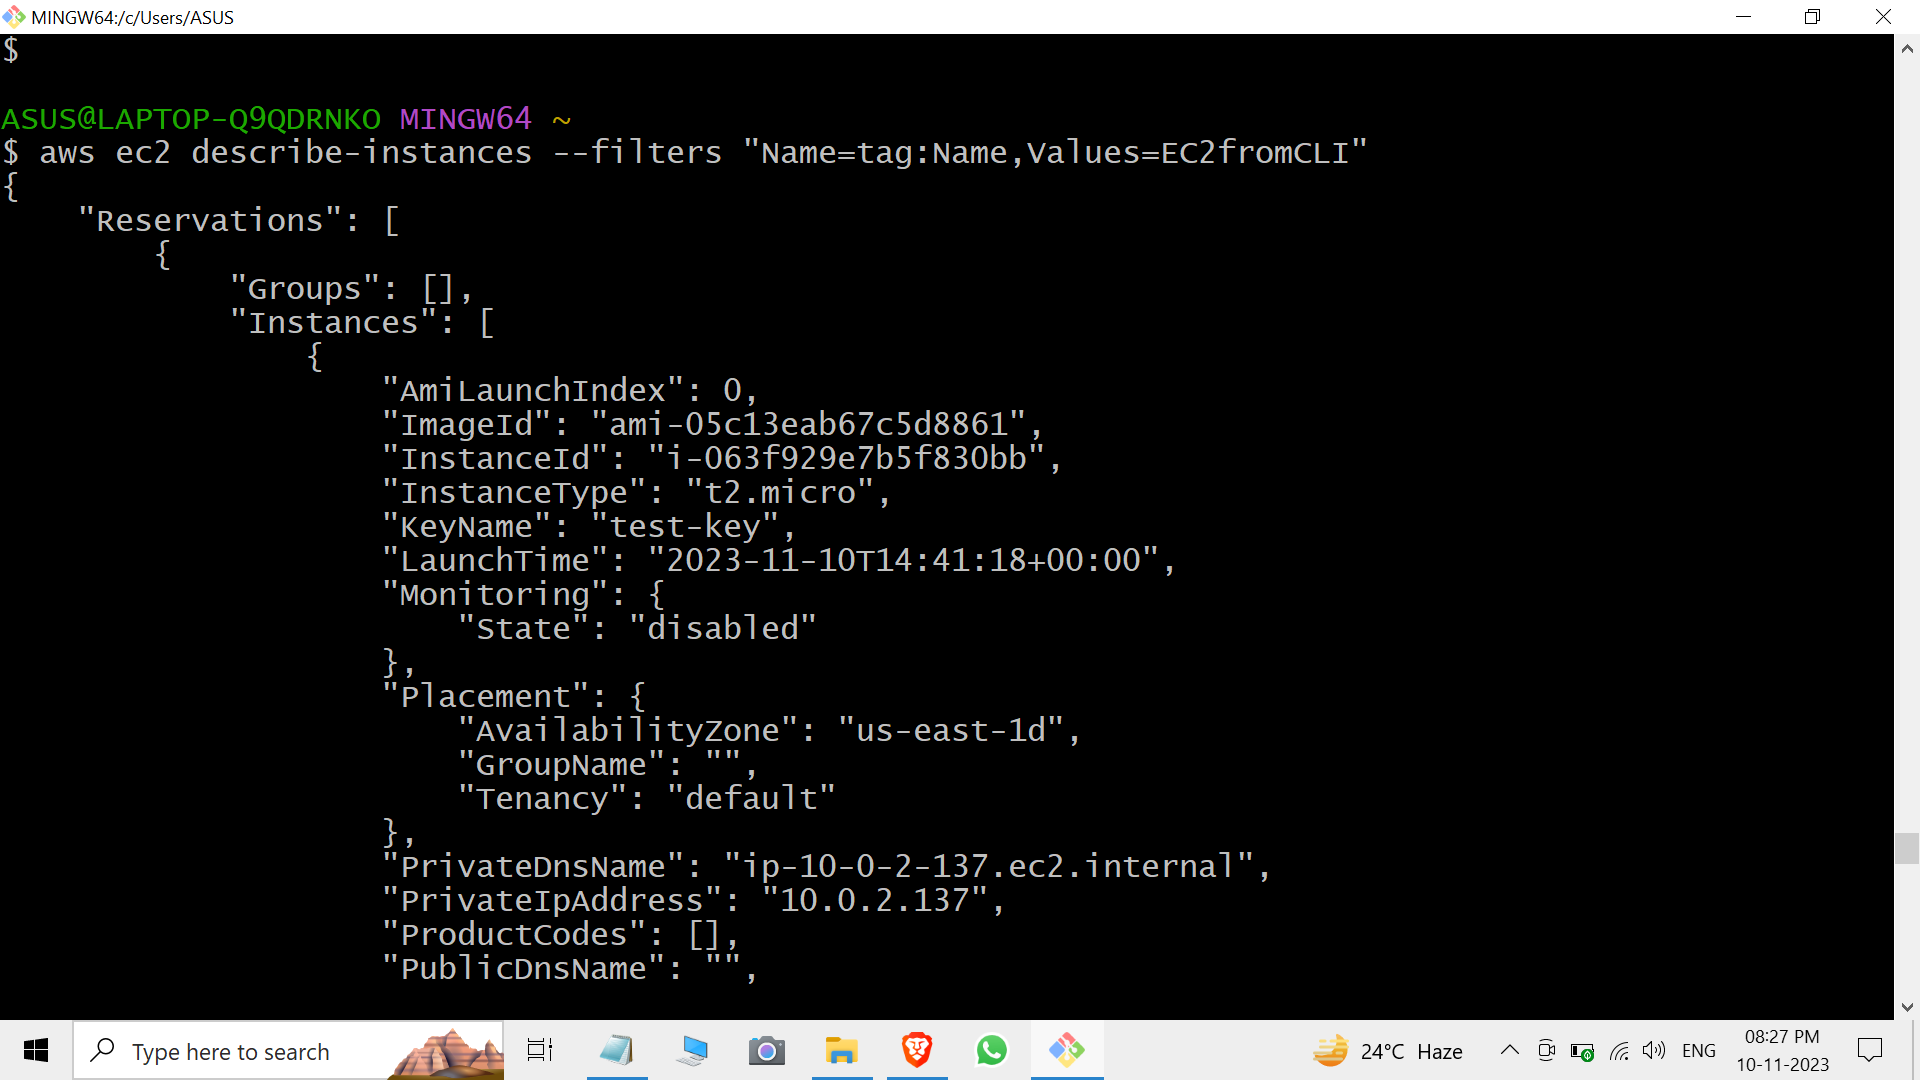 MINGW64:/c/Users/ASUS
$
ASUS@LAPTOP-Q9QDRNKO MINGW64 ~
$ aws ec2 describe-instances --filters "Name=tag:Name,Values=EC2fromCLI"
{
    "Reservations": [
        {
            "Groups": [],
            "Instances": [
                {
                    "AmiLaunchIndex": 0,
                    "ImageId": "ami-05c13eab67c5d8861",
                    "InstanceId": "i-063f929e7b5f830bb",
                    "InstanceType": "t2.micro",
                    "KeyName": "test-key",
                    "LaunchTime": "2023-11-10T14:41:18+00:00",
                    "Monitoring": {
                        "State": "disabled"
                    },
                    "Placement": {
                        "AvailabilityZone": "us-east-1d",
                        "GroupName": "",
                        "Tenancy": "default"
                    },
                    "PrivateDnsName": "ip-10-0-2-137.ec2.internal",
                    "PrivateIpAddress": "10.0.2.137",
                    "ProductCodes": [],
                    "PublicDnsName": "",
Type here to search
24°C Haze
ENG
08:27 PM
10-11-2023